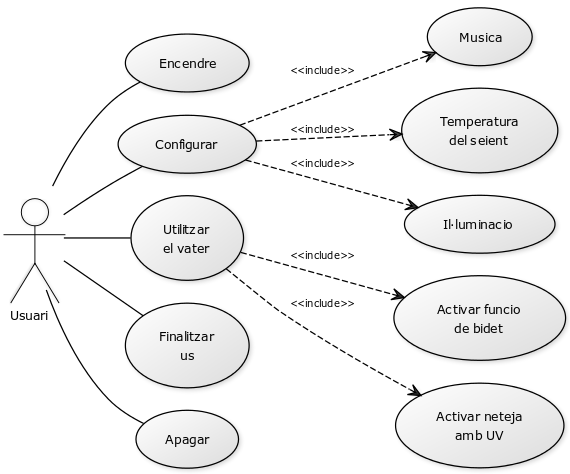 Musica
Encendre
<<include>>
Temperatura
del seient
<<include>>
Configurar
<<include>>
Il·luminacio
Utilitzar
el vater
<<include>>
Activar funcio
de bidet
<<include>>
Usuari
Finalitzar
us
Activar neteja
amb UV
Apagar